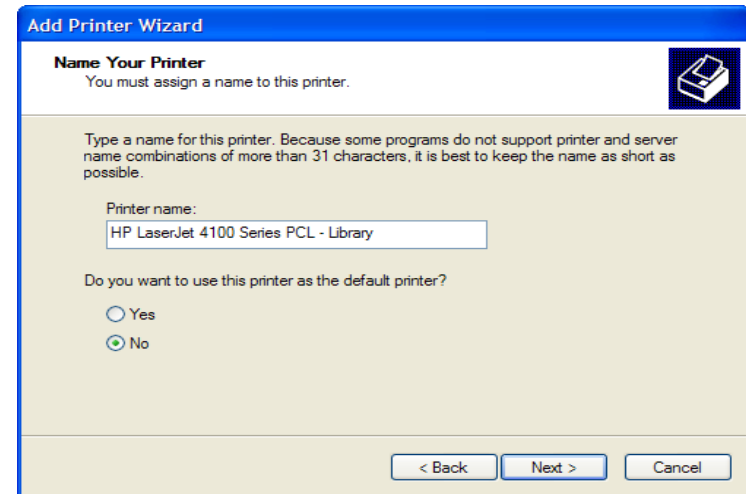 Add Printer Wizard
Name Your Printer
You must assign a name to this printer.
Type a name for this printer. Because some programs do not support printer and server
name combinations of more than 31 characters, it is best to keep the name as short as
possible.
Printer name:
HP LaserJet 4100 Series PCL - Library
Do you want to use this printer as the default printer?
Yes
No
< Back Next > Cancel